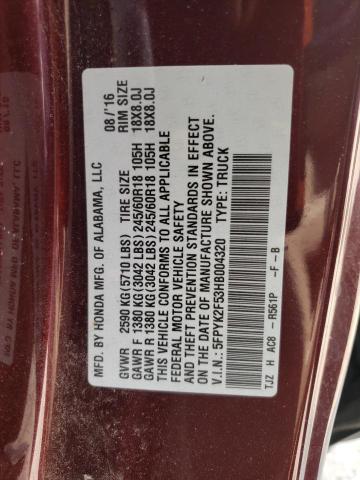 MFD. BY HONDA MFG. OF ALABAMA, LLC 08/'16
TIRE SIZE RIM SIZE
GVWR 2590 KG(5710 LBS)
GAWR F 1380 KG(3042 LBS) 245/60R18 105H 18X8.0J
GAWR R 1380 KG(3042 LBS) 245/60R18 105H 18X8.0J
THIS VEHICLE CONFORMS TO ALL APPLICABLE
FEDERAL MOTOR VEHICLE SAFETY
AND THEFT PREVENTION STANDARDS IN EFFECT
ON THE DATE OF MANUFACTURE SHOWN ABOVE.
V.I.N.: 5FPYK2F53HB004320 TYPE: TRUCK
TJZ H AC8 - R561P -F -B